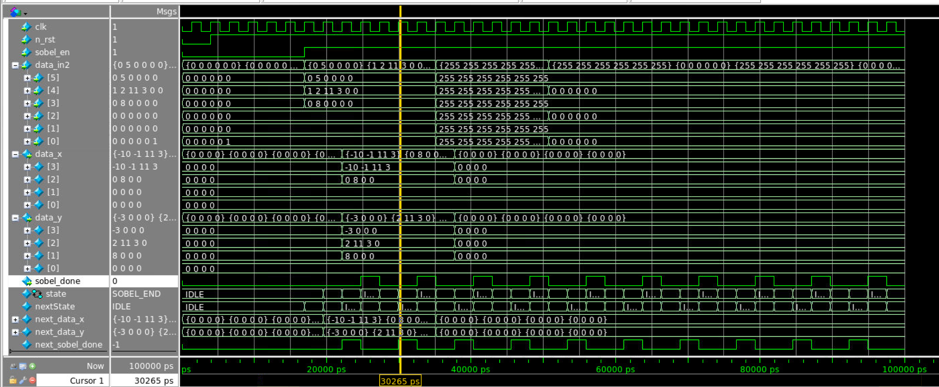 Msgs
clk 1
n_rst 1
sobel_en 1
data_in2 {0 5 0 0 0 0}... {0 0 0 0 0 0} {0 0 0 0 0 ... {0 5 0 0 0 0} {1 2 11 3 0 0... {255 255 255 255 255 ... {255 255 255 255 255 255} {0 0 0 0 0 0} {255 255 255 255 255 255} {0 0 0...
[5] 0 5 0 0 0 0 0 0 0 0 0 0 0 5 0 0 0 0 255 255 255 255 255 255
[4] 1 2 11 3 0 0 0 0 0 0 0 0 1 2 11 3 0 0 255 255 255 255 255 ... 0 0 0 0 0 0
[3] 0 8 0 0 0 0 0 0 0 0 0 0 0 8 0 0 0 0 255 255 255 255 255 255
[2] 0 0 0 0 0 0 0 0 0 0 0 0 255 255 255 255 255 ... 0 0 0 0 0 0
[1] 0 0 0 0 0 0 0 0 0 0 0 0 255 255 255 255 255 255
[0] 0 0 0 0 0 1 0 0 0 0 0 1 255 255 255 255 255 ... 0 0 0 0 0 0
data_x {-10 -1 11 3}... {0 0 0 0} {0 0 0 0} {0 0 0 0} {0 ... {-10 -1 11 3} {0 8 0 0... {0 0 0 0} {0 0 0 0} {0 0 0 0} {0 0 0 0}
[3] -10 -1 11 3 0 0 0 0 -10 -1 11 3 0 0 0 0
[2] 0 8 0 0 0 0 0 0 0 8 0 0 0 0 0 0
[1] 0 0 0 0 0 0 0 0
[0] 0 0 0 0 0 0 0 0
data_y {-3 0 0 0} {2... {0 0 0 0} {0 0 0 0} {0 0 0 0} {0 ... {-3 0 0 0} {2 11 3 0}... {0 0 0 0} {0 0 0 0} {0 0 0 0} {0 0 0 0}
[3] -3 0 0 0 0 0 0 0 -3 0 0 0 0 0 0 0
[2] 2 11 3 0 0 0 0 0 2 11 3 0 0 0 0 0
[1] 8 0 0 0 0 0 0 0 8 0 0 0 0 0 0 0
[0] 0 0 0 0 0 0 0 0
sobel_done 0
state SOBEL_END IDLE I... I... I... I... I... I... I... I... I... I...
nextState IDLE IDLE I... I... I... I... I... I... I... I... I... I...
next_data_x {-10 -1 11 3}... {0 0 0 0} {0 0 0 0} {0 0 0 0}... {-10 -1 11 3} {0 8 0 0... {0 0 0 0} {0 0 0 0} {0 0 0 0} {0 0 0 0}
next_data_y {-3 0 0 0} {2... {0 0 0 0} {0 0 0 0} {0 0 0 0}... {-3 0 0 0} {2 11 3 0} ... {0 0 0 0} {0 0 0 0} {0 0 0 0} {0 0 0 0}
next_sobel_done -1
Now 100000 ps ps 20000 ps 40000 ps 60000 ps 80000 ps 100000 ps
Cursor 1 30265 ps 30265 ps